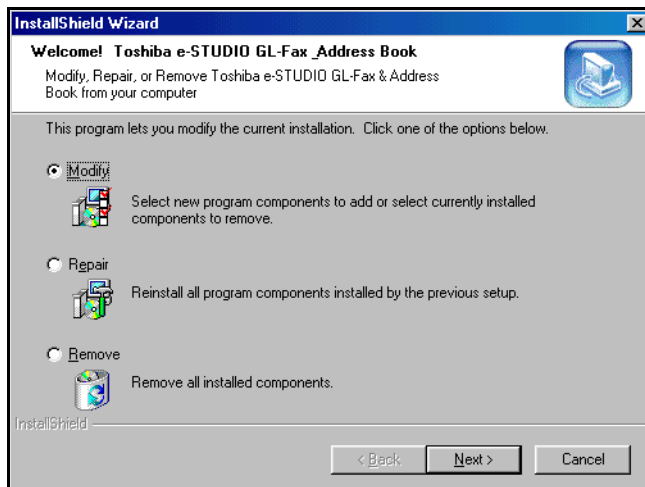 InstallShield Wizard
Welcome! Toshiba e-STUDIO GL-Fax _Address Book
Modify, Repair, or Remove Toshiba e-STUDIO GL-Fax & Address
Book from your computer
This program lets you modify the current installation. Click one of the options below.
Modify
Select new program components to add or select currently installed
components to remove.
Repair
Reinstall all program components installed by the previous setup.
Remove
Remove all installed components.
InstallShield
< Back Next > Cancel